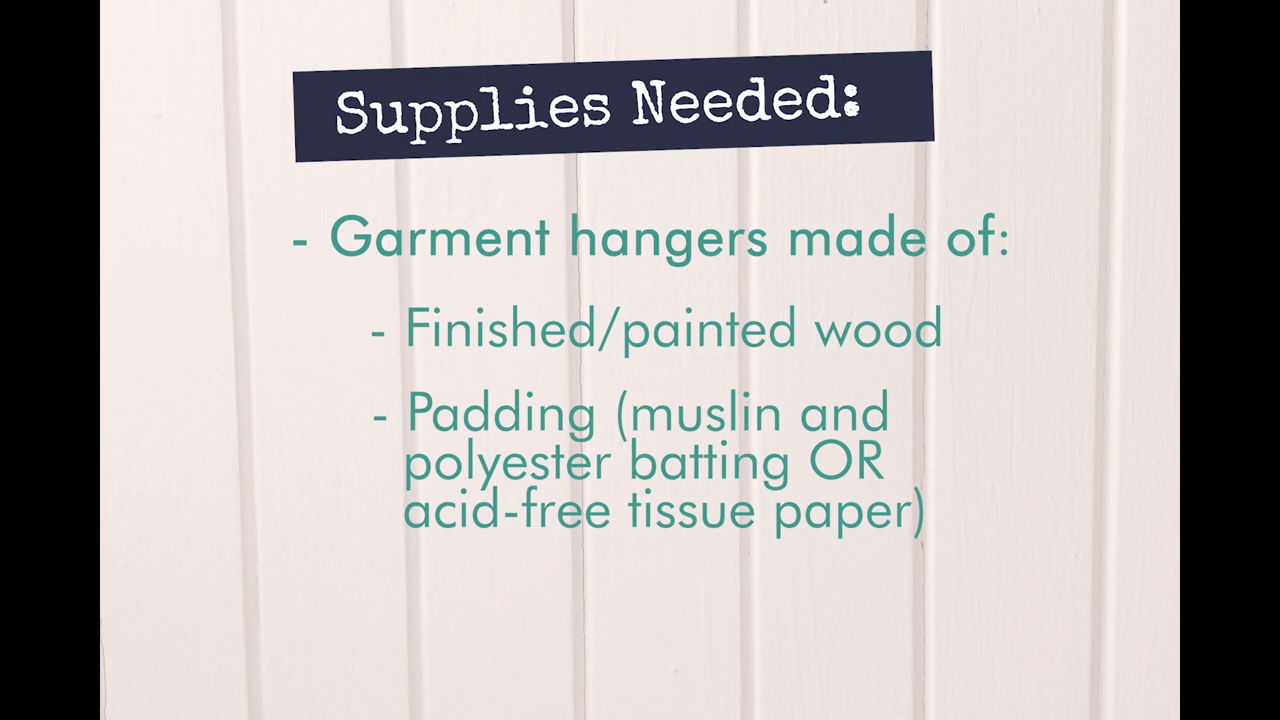 Supplies Needed:
- Garment hangers made of:
- Finished/painted wood
- Padding (muslin and
polyester batting OR
acid-free tissue paper)